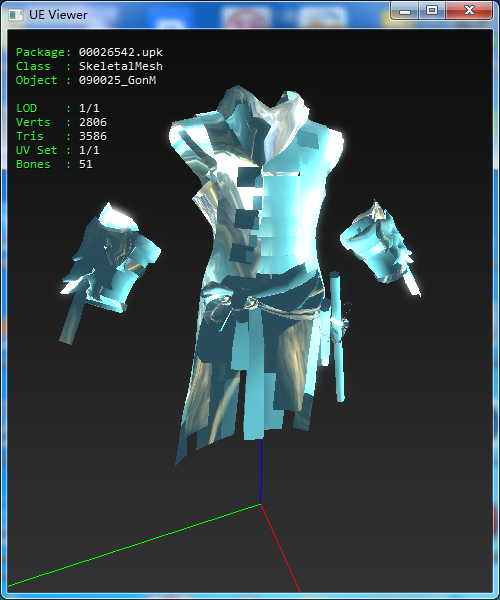 UE Viewer
Package: 00026542.upk
Class : SkeletalMesh
Object : 090025_GonM
LOD : 1/1
Verts : 2806
Tris : 3586
UV Set : 1/1
Bones : 51